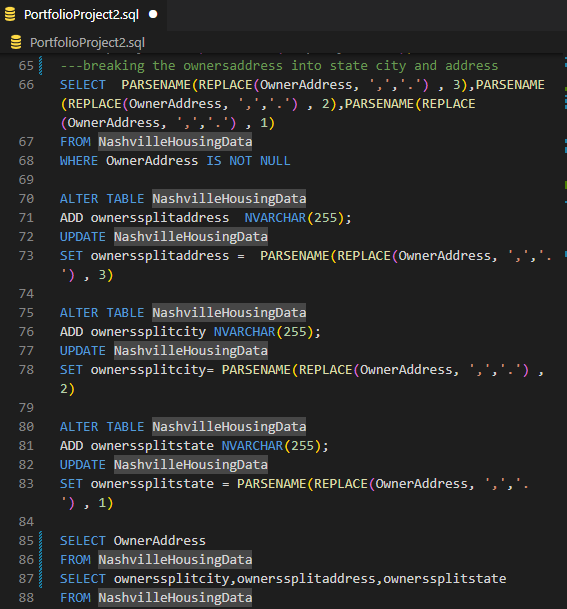 PortfolioProject2.sql
PortfolioProject2.sql
65 ---breaking the ownersaddress into state city and address
66 SELECT  PARSENAME(REPLACE(OwnerAddress, ',','.') , 3),PARSENAME
(REPLACE(OwnerAddress, ',','.') , 2),PARSENAME(REPLACE
(OwnerAddress, ',','.') , 1)
67 FROM NashvilleHousingData
68 WHERE OwnerAddress IS NOT NULL
69
70 ALTER TABLE NashvilleHousingData
71 ADD ownerssplitaddress  NVARCHAR(255);
72 UPDATE NashvilleHousingData
73 SET ownerssplitaddress =  PARSENAME(REPLACE(OwnerAddress, ',','.
') , 3)
74
75 ALTER TABLE NashvilleHousingData
76 ADD ownerssplitcity NVARCHAR(255);
77 UPDATE NashvilleHousingData
78 SET ownerssplitcity= PARSENAME(REPLACE(OwnerAddress, ',','.') ,
2)
79
80 ALTER TABLE NashvilleHousingData
81 ADD ownerssplitstate NVARCHAR(255);
82 UPDATE NashvilleHousingData
83 SET ownerssplitstate = PARSENAME(REPLACE(OwnerAddress, ',','.
') , 1)
84
85 SELECT OwnerAddress
86 FROM NashvilleHousingData
87 SELECT ownerssplitcity,ownerssplitaddress,ownerssplitstate
88 FROM NashvilleHousingData